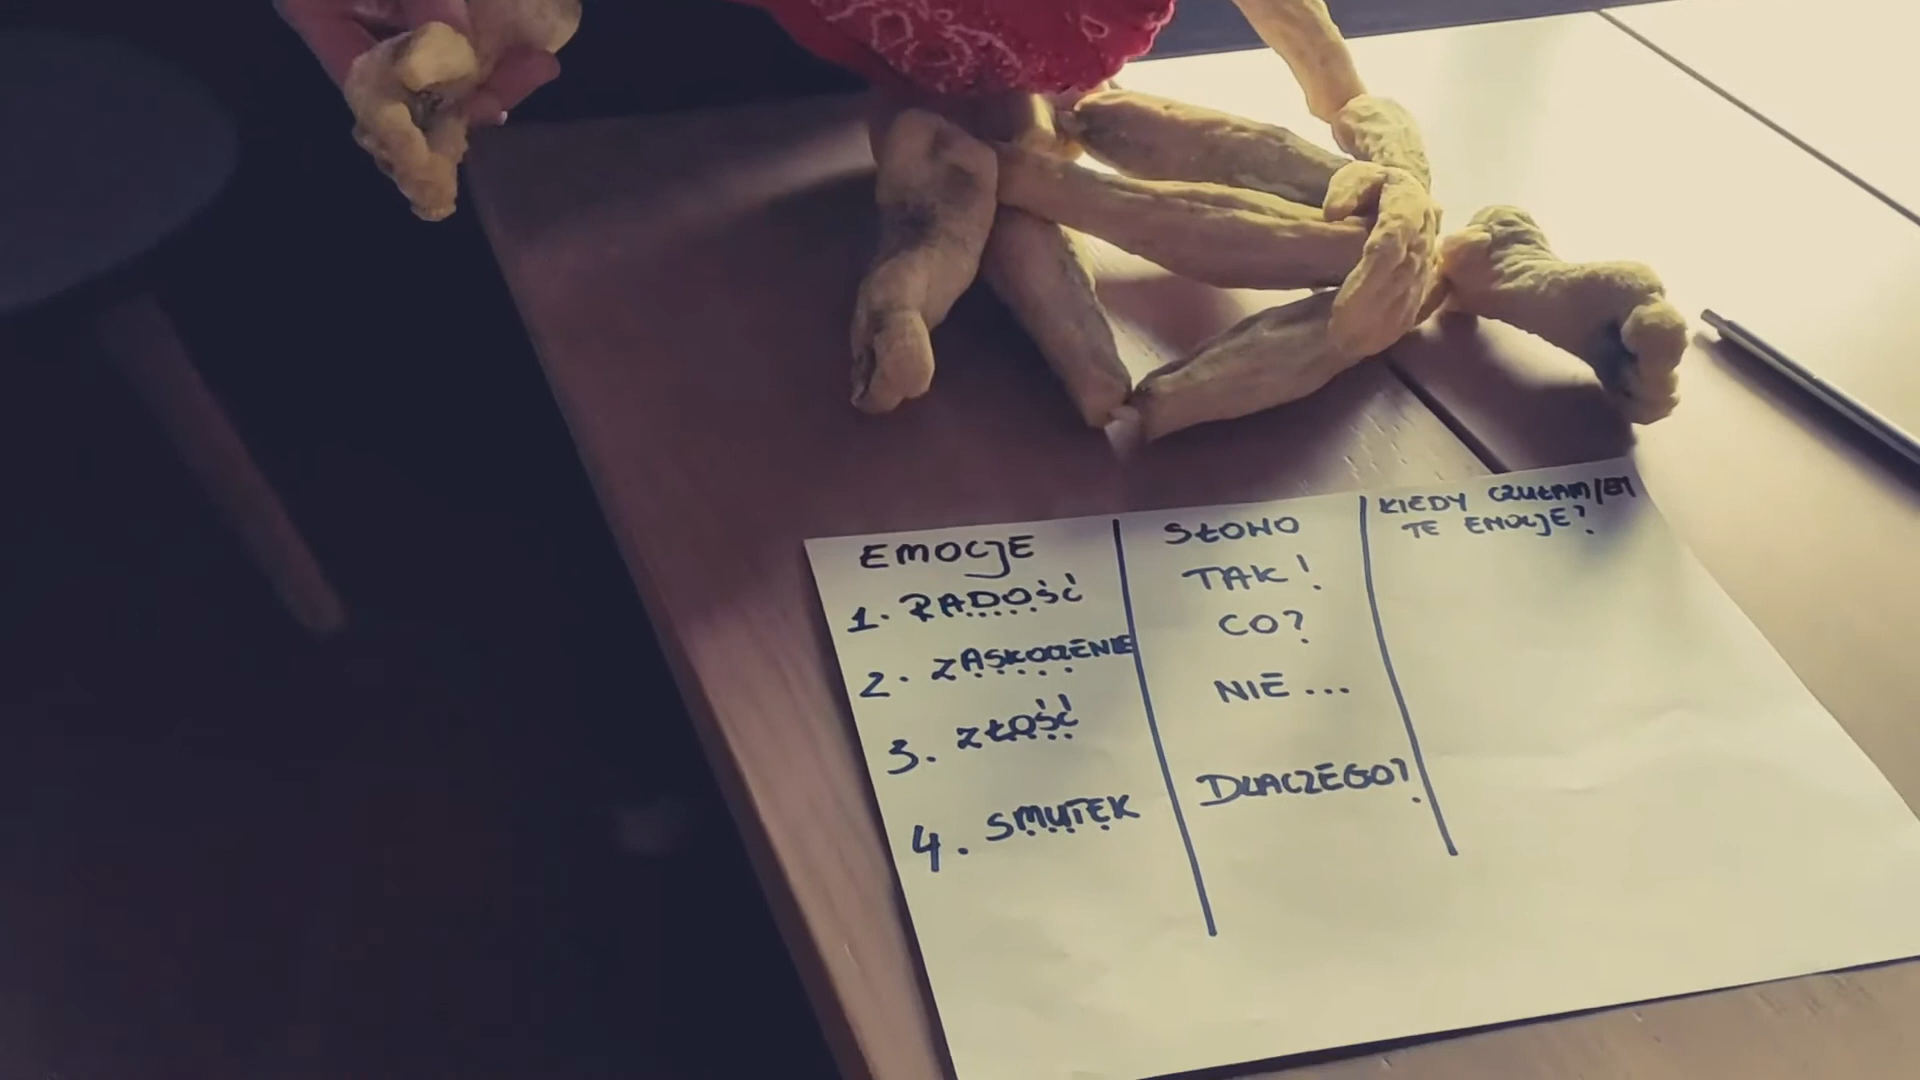 EMOCJE
1. RADOŚĆ
2. ZASKOCZENIE
3. ZŁOŚĆ
4. SMUTEK
SŁOWO
TAK!
CO?
NIE...
DLACZEGO?
KIEDY CZUŁAM/EM
TE EMOCJE?